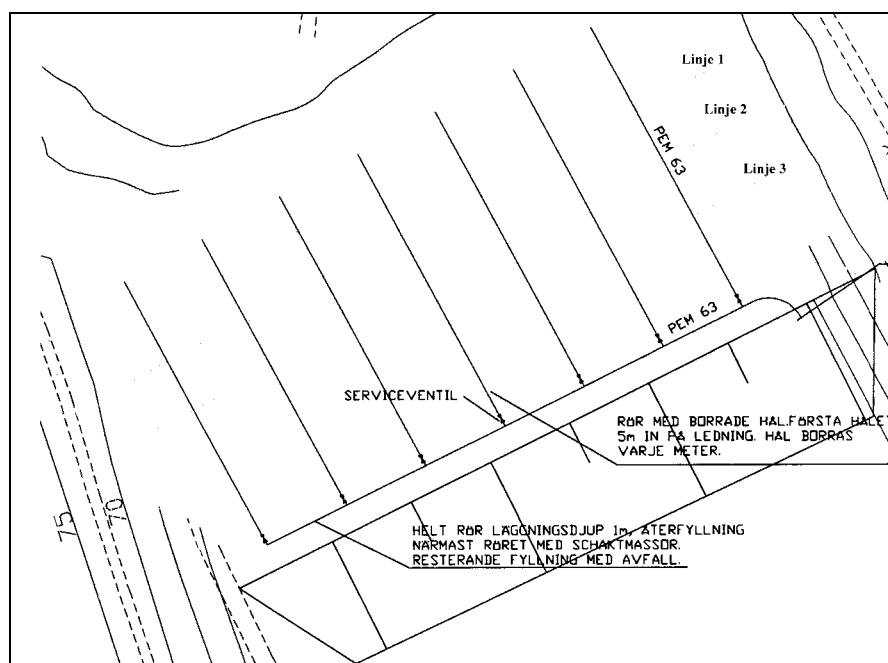 Linje 1
Linje 2
Linje 3
PEM 63
PEM 63
SERVICEVENTIL
RÖR MED BORRADE HÅL.FÖRSTA HÅLET
5m IN PÅ LEDNING. HÅL BORRAS
VARJE METER.
HELT RÖR LÄGGNINGSDJUP 1m, ÅTERFYLLNING
NÄRMAST RÖRET MED SCHAKTMASSOR.
RESTERANDE FYLLNING MED AVFALL.
75
70